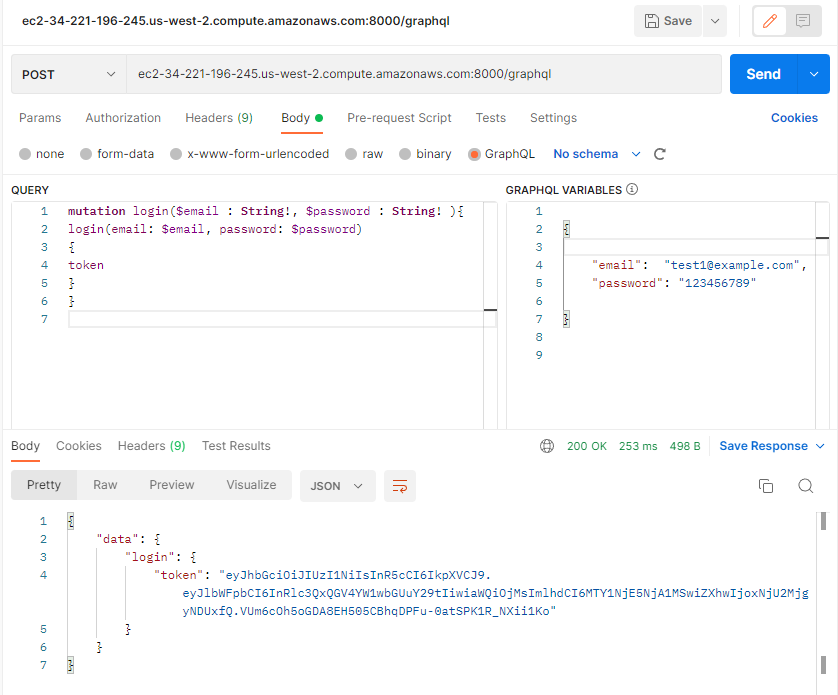 ec2-34-221-196-245.us-west-2.compute.amazonaws.com:8000/graphql
Save
POST
ec2-34-221-196-245.us-west-2.compute.amazonaws.com:8000/graphql
Send
Params Authorization Headers (9) Body Pre-request Script Tests Settings Cookies
none form-data x-www-form-urlencoded raw binary GraphQL No schema
QUERY
1 mutation login($email : String!, $password : String! ){
2 login(email: $email, password: $password)
3 {
4 token
5 }
6 }
7
GRAPHQL VARIABLES
1
2 {
3
4 "email": "test1@example.com",
5 "password": "123456789"
6
7 }
8
9
Body Cookies Headers (9) Test Results 200 OK 253 ms 498 B Save Response
Pretty Raw Preview Visualize JSON
1 {
2 "data": {
3 "login": {
4 "token": "eyJhbGciOiJIUzI1NiIsInR5cCI6IkpXVCJ9.
eyJlbWFpbCI6InRlc3QxQGV4YW1wbGUuY29tIiwiaWQiOjMsImlhdCI6MTY1NjE5NjA1MSwiZXhwIjoxNjU2Mjg
yNDUxfQ.VUm6cOh5oGDA8EH505CBhqDPFu-0atSPK1R_NXii1Ko"
5 }
6 }
7 }